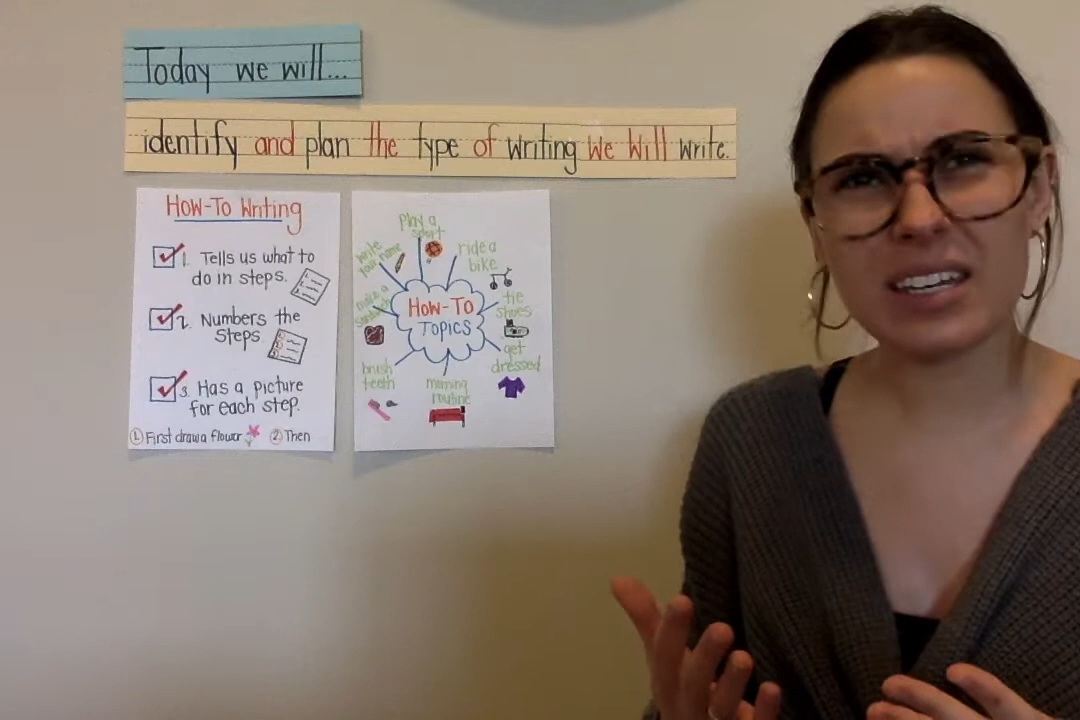 Today we will...
identify and plan the type of writing we will write.
How-To Writing
1. Tells us what to
do in steps.
2. Numbers the
steps.
3. Has a picture
for each step.
1 First draw a flower 2 Then
play a
sport
write
your name
ride a
bike
make a
sandwich
How-To
Topics
tie
shoes
get
dressed
brush
teeth
morning
routine